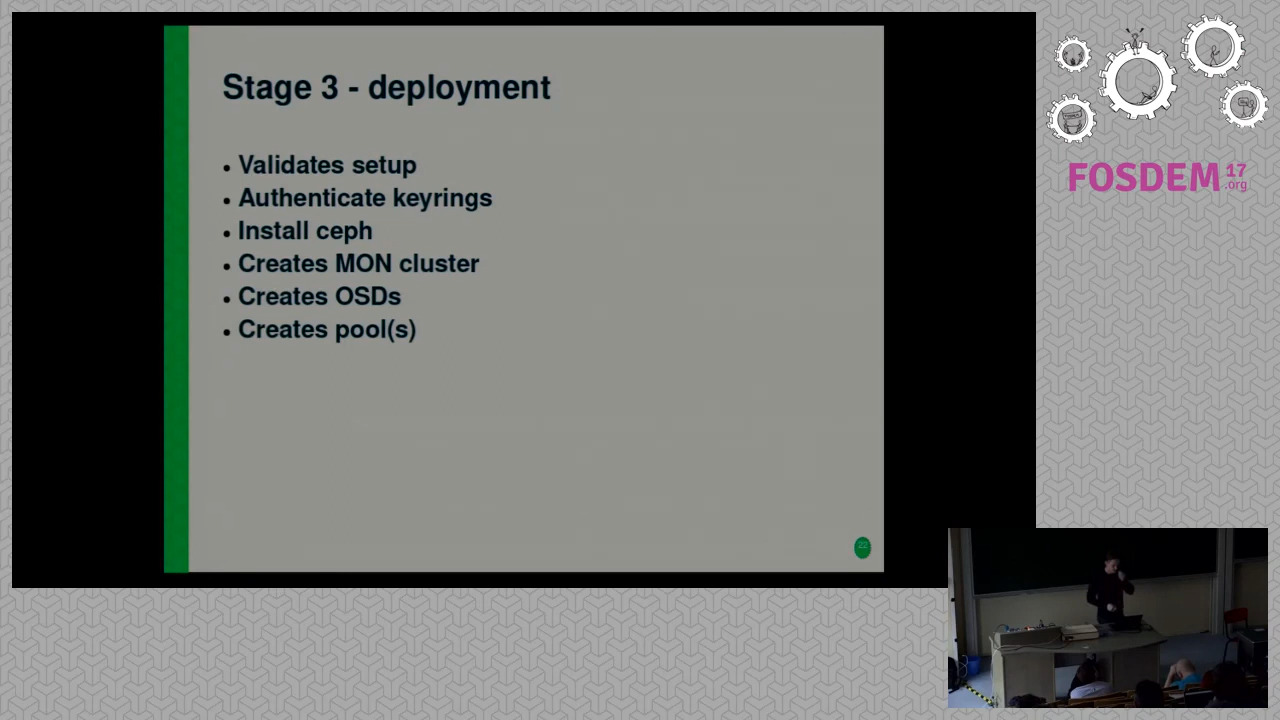 Stage 3 - deployment
• Validates setup
• Authenticate keyrings
• Install ceph
• Creates MON cluster
• Creates OSDs
• Creates pool(s)
22
FOSDEM 17
.org